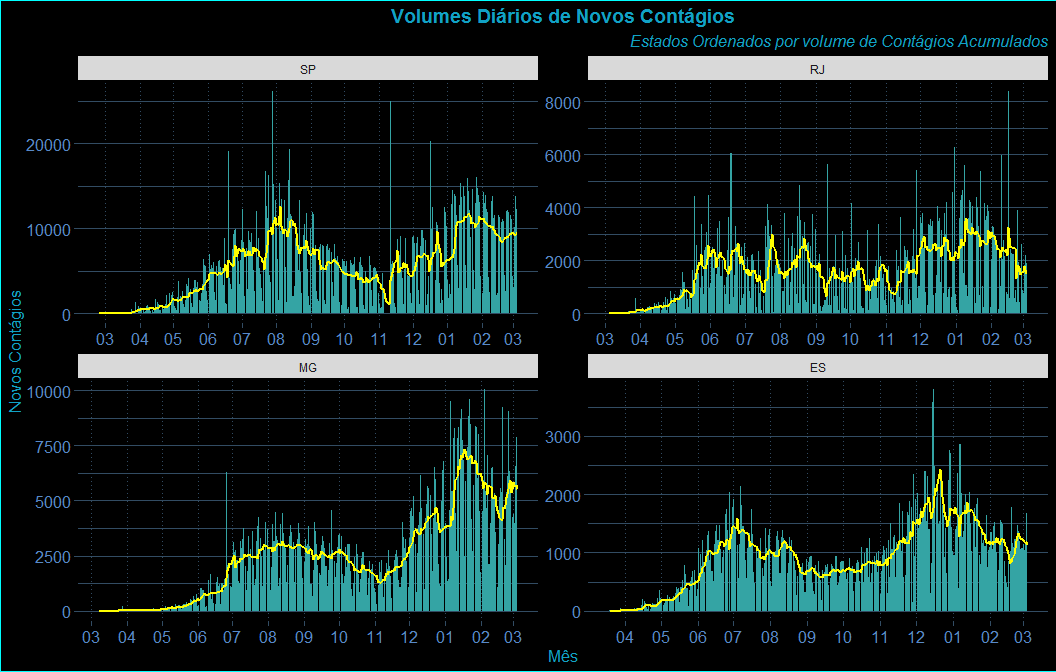 Volumes Diários de Novos Contágios
Estados Ordenados por volume de Contágios Acumulados
SP
RJ
20000
10000
0
03 04 05 06 07 08 09 10 11 12 01 02 03
8000
6000
4000
2000
0
03 04 05 06 07 08 09 10 11 12 01 02 03
Novos Contágios
MG
ES
10000
7500
5000
2500
0
03 04 05 06 07 08 09 10 11 12 01 02 03
3000
2000
1000
0
04 05 06 07 08 09 10 11 12 01 02 03
Mês